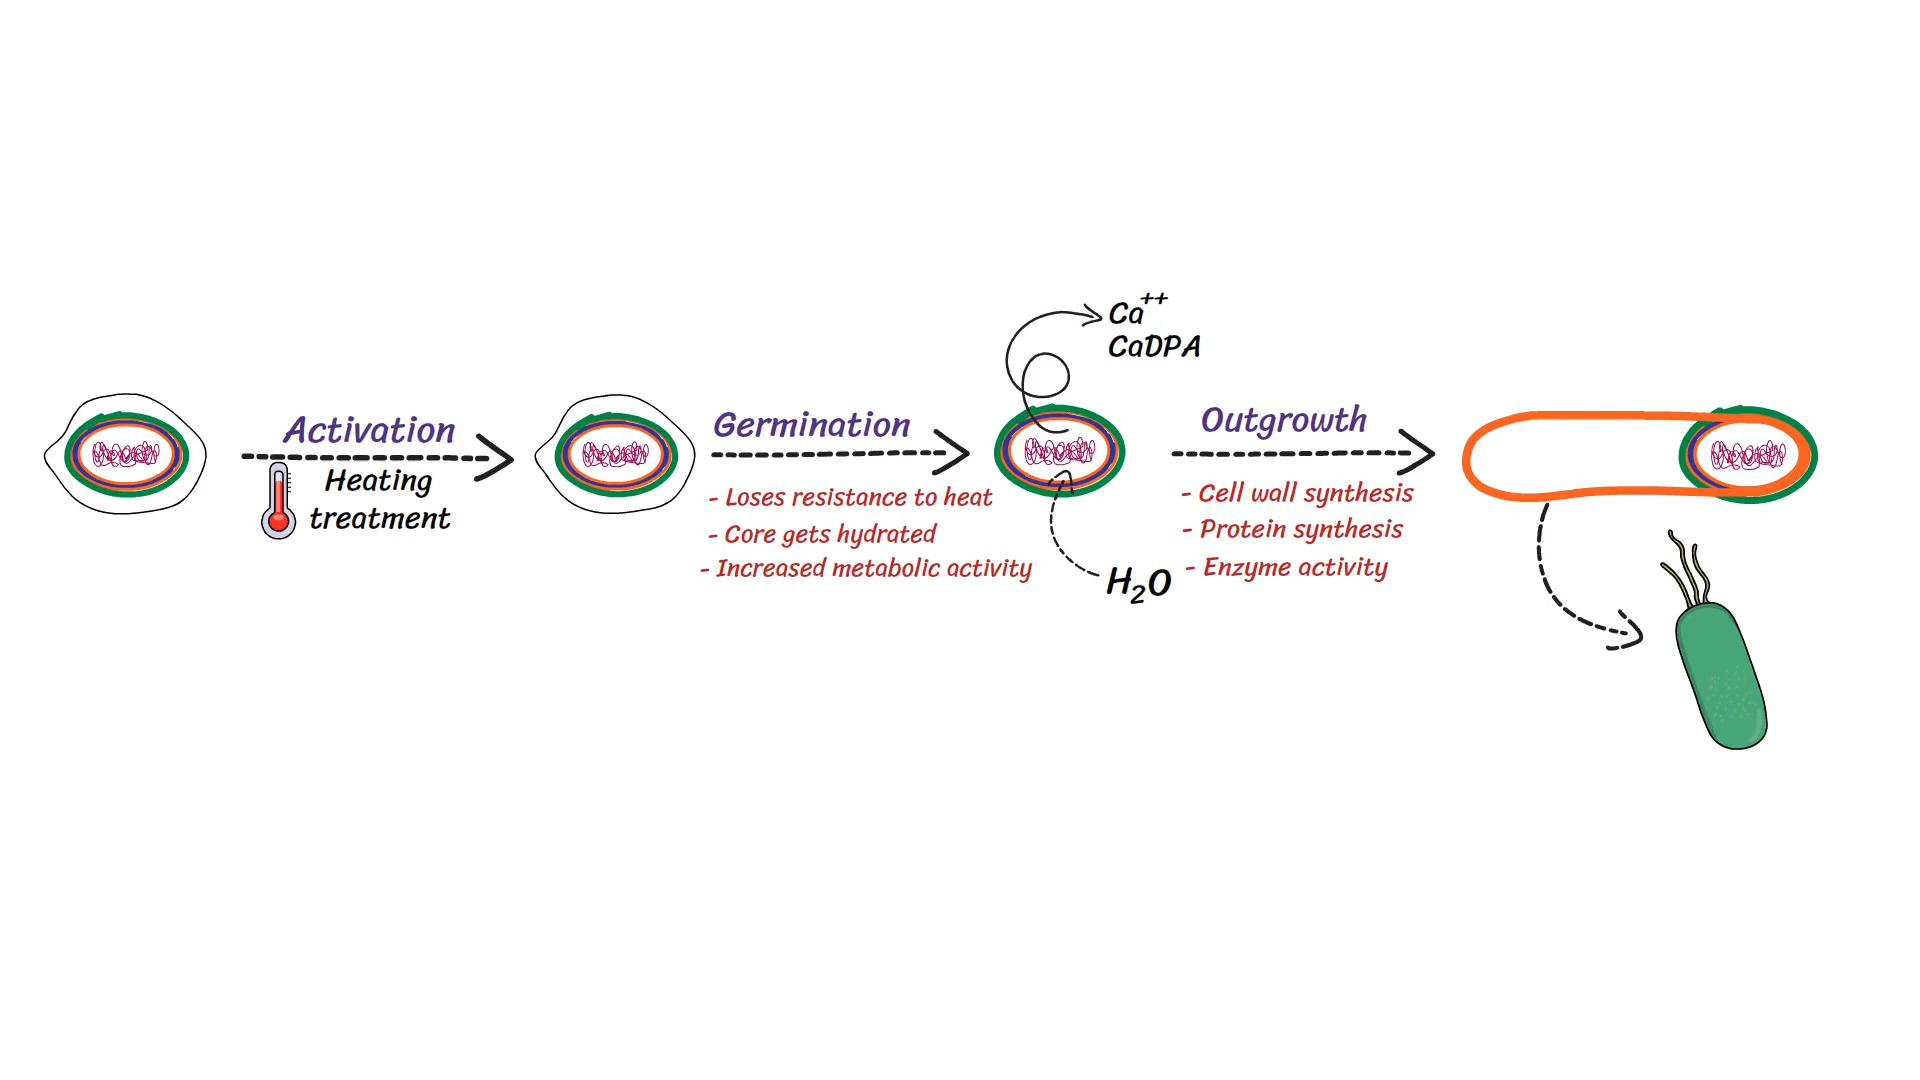 Activation
Heating
treatment
Germination
- Loses resistance to heat
- Core gets hydrated
- Increased metabolic activity
Ca++
CaDPA
H2O
Outgrowth
- Cell wall synthesis
- Protein synthesis
- Enzyme activity